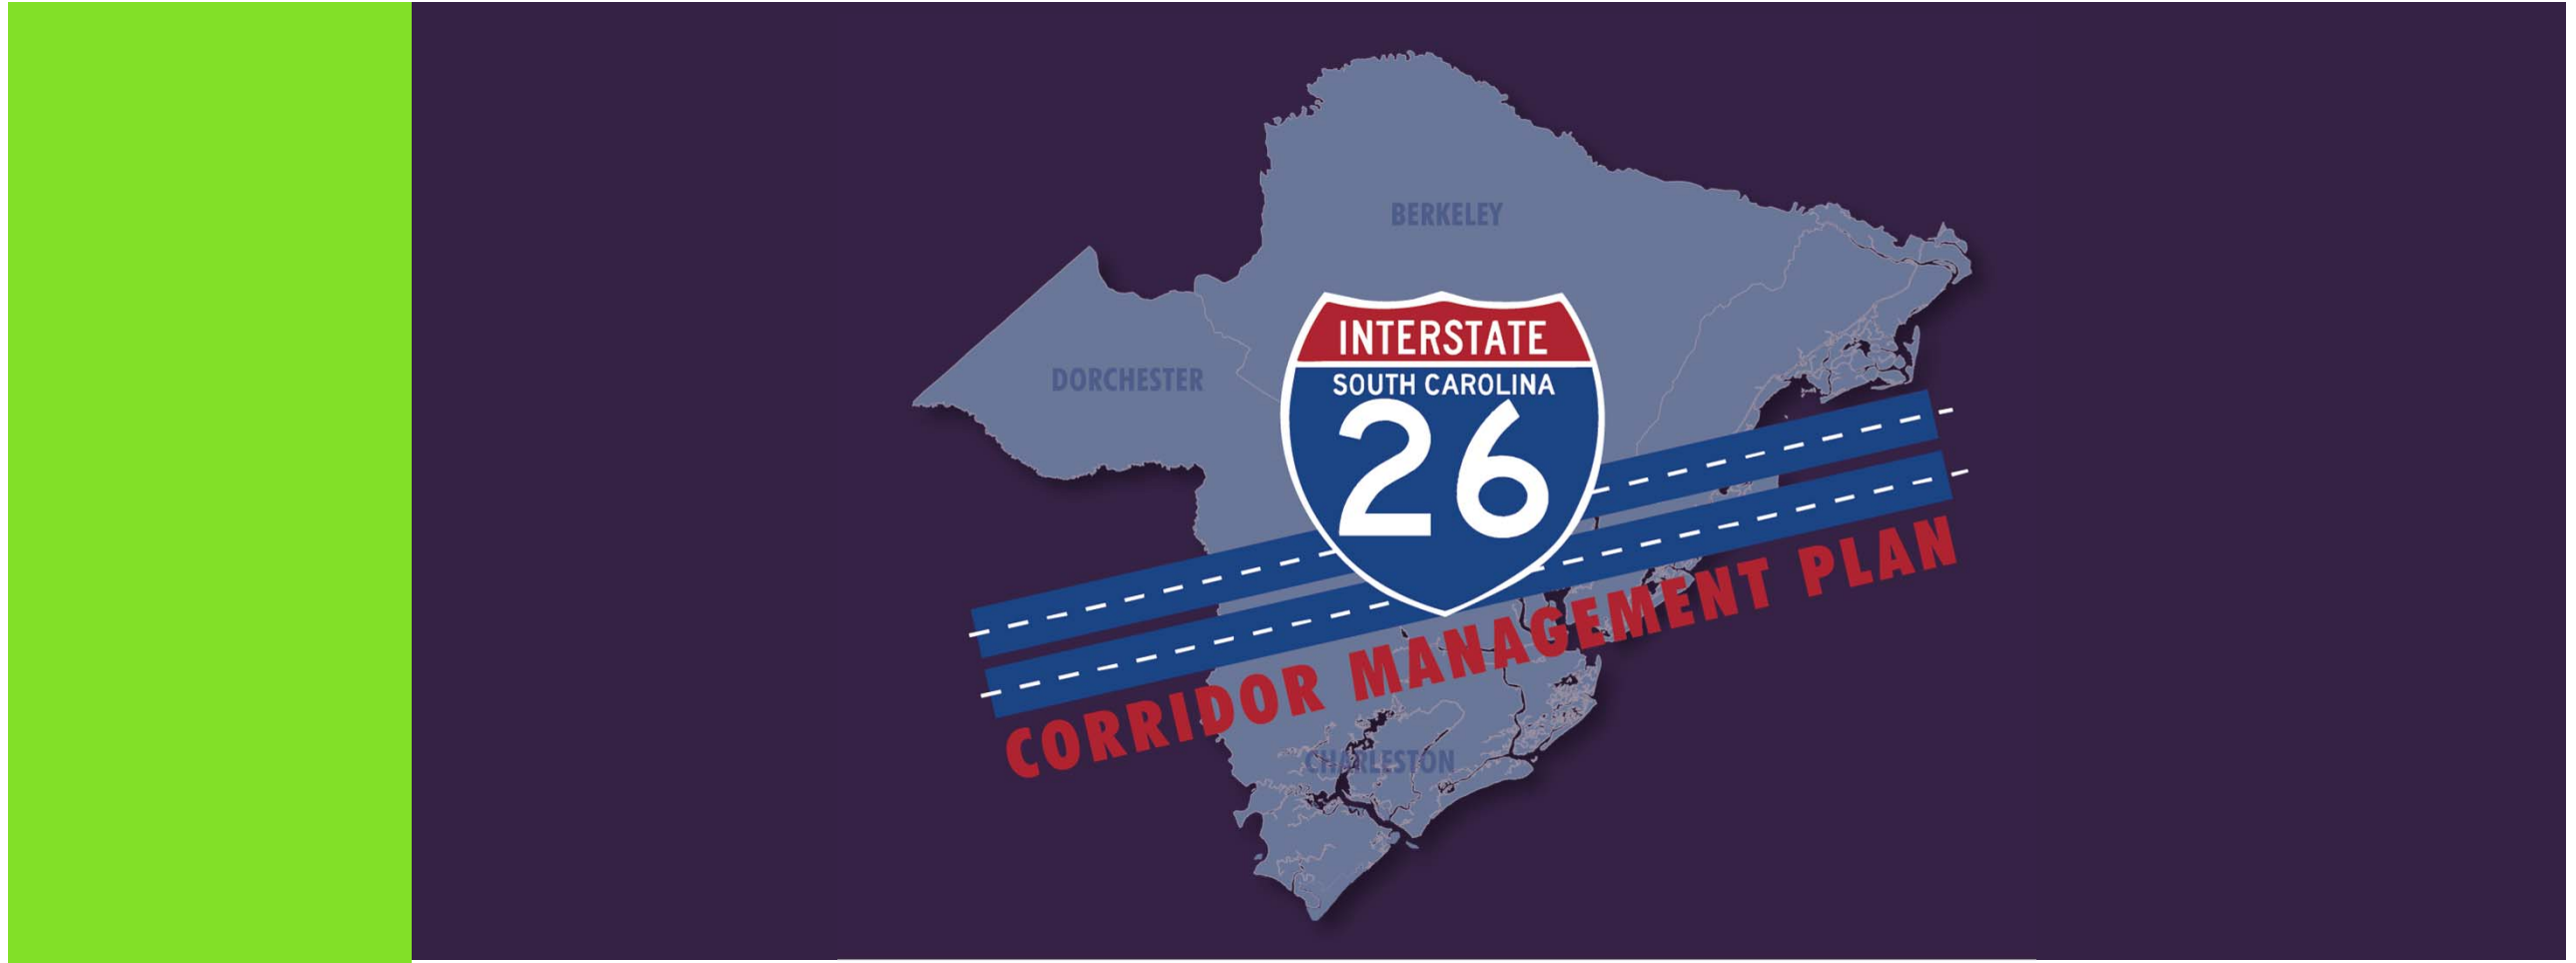 BERKELEY
DORCHESTER
INTERSTATE
SOUTH CAROLINA
26
CORRIDOR MANAGEMENT PLAN
CHARLESTON